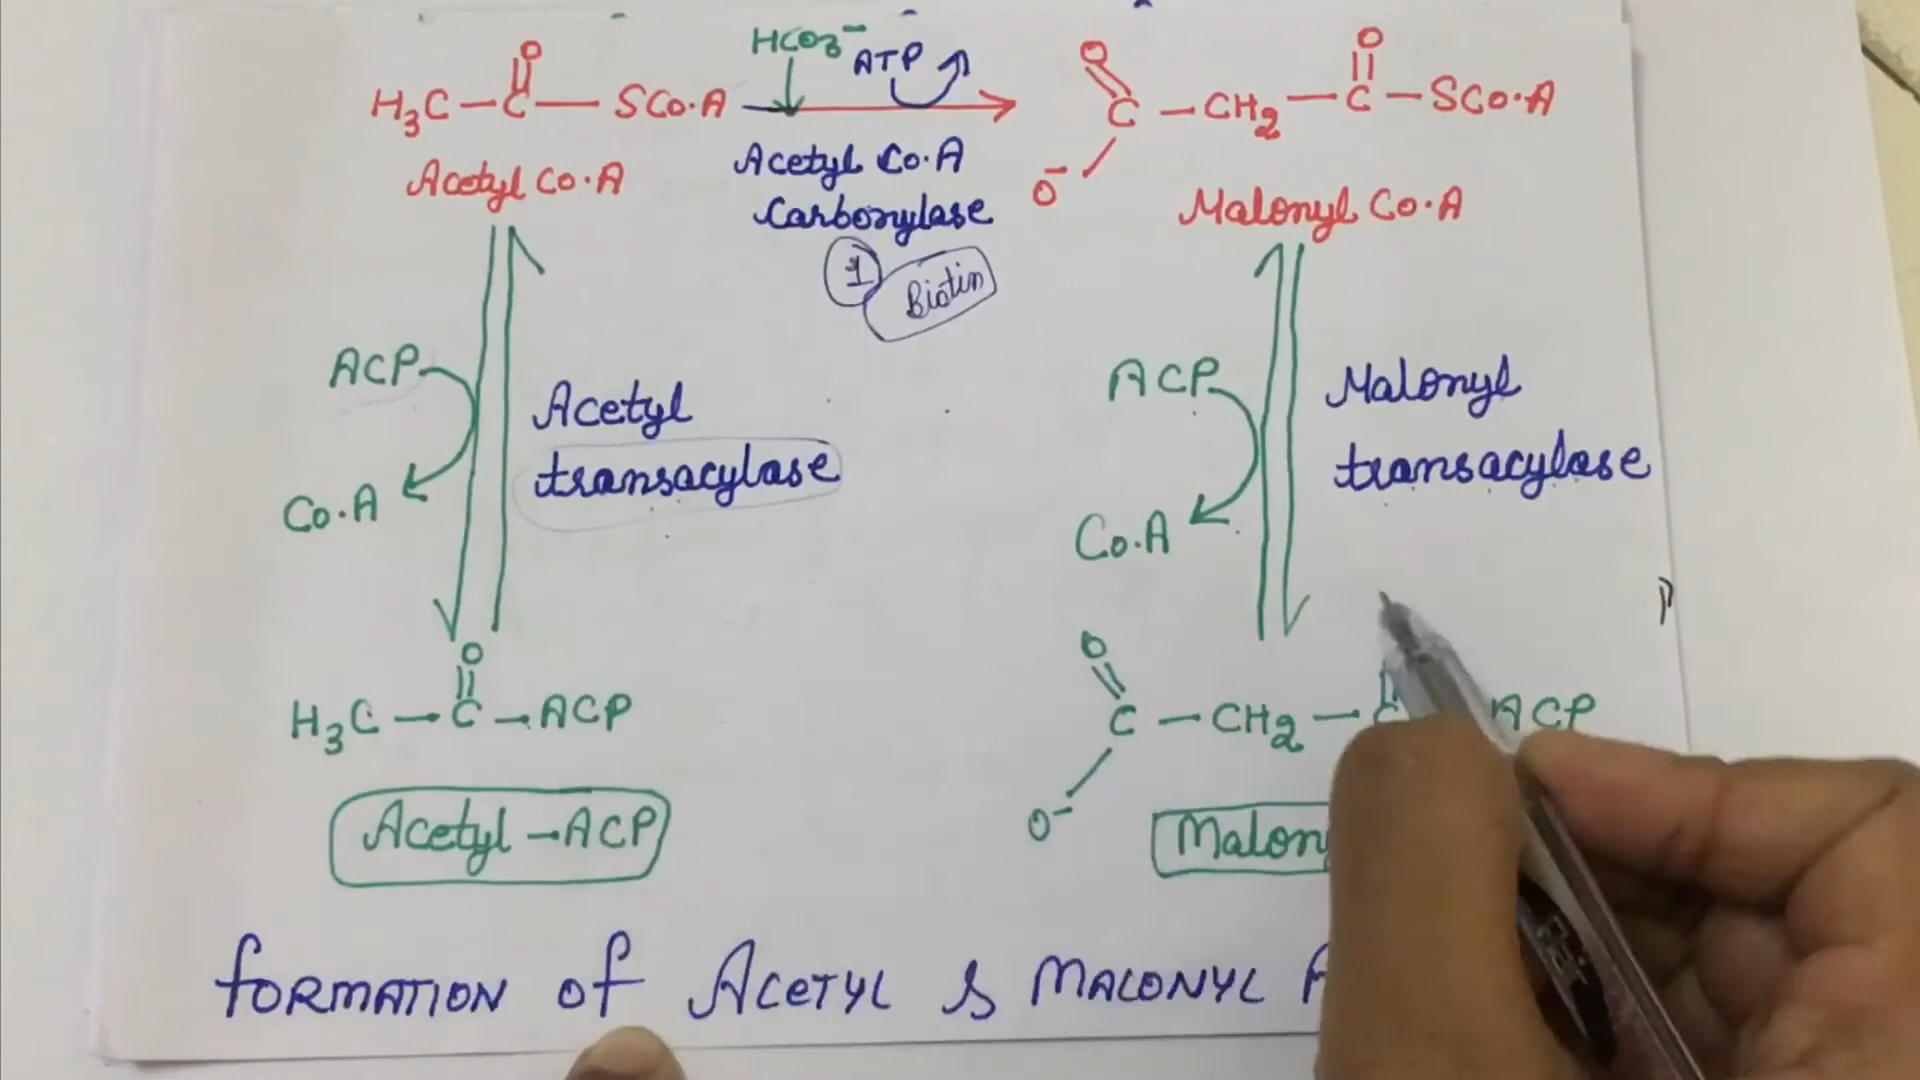 HCO3⁻
ATP
H3C-C-SCo.A
O
O
O
C-CH2-C-SCo.A
O⁻
Acetyl Co.A
Acetyl Co.A
Carboxylase
1
Biotin
Malonyl Co.A
ACP
Co.A
Acetyl
transacylase
ACP
Co.A
Malonyl
transacylase
O
H3C-C-ACP
O
C-CH2-C
ACP
O⁻
Acetyl-ACP
Malony
FORMATION of ACETYL & MALONYL